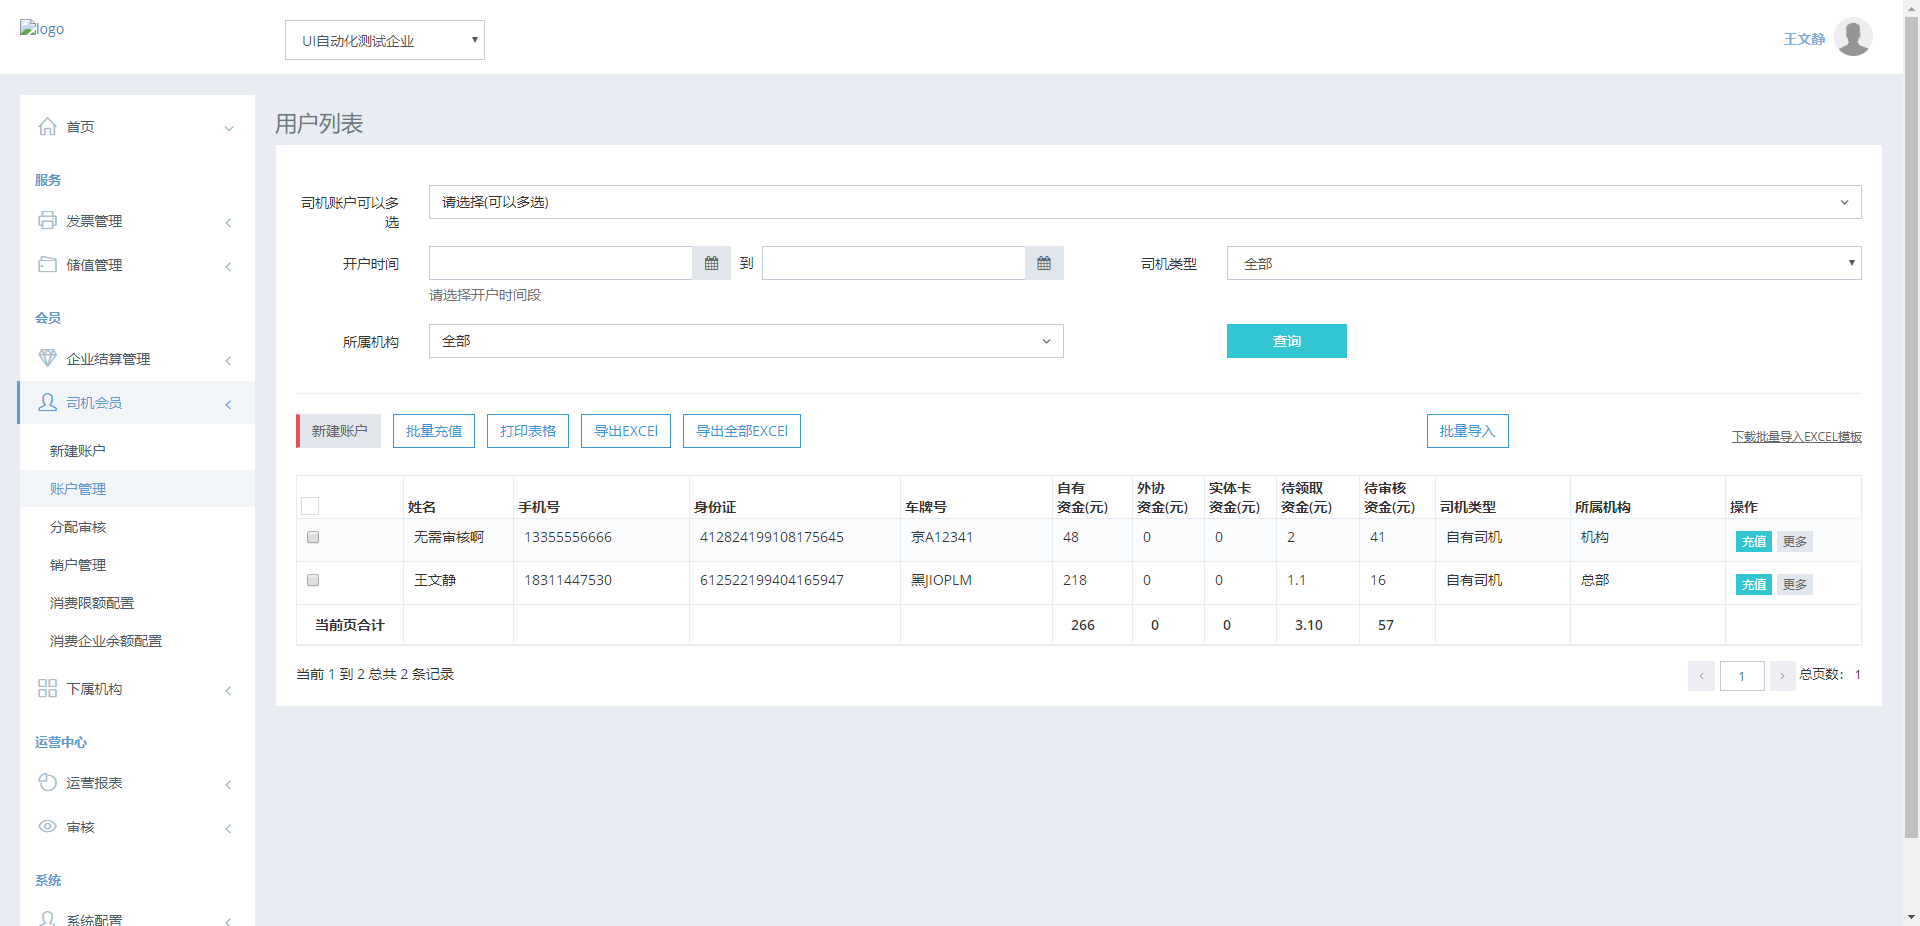 logo
UI自动化测试企业
王文静
首页
服务
发票管理
储值管理
会员
企业结算管理
司机会员
新建账户
账户管理
分配审核
销户管理
消费限额配置
消费企业余额配置
下属机构
运营中心
运营报表
审核
系统
系统配置
用户列表
司机账户可以多
选
请选择(可以多选)
开户时间
到
司机类型
全部
请选择开户时间段
所属机构
全部
查询
新建账户
批量充值
打印表格
导出EXCEl
导出全部EXCEl
批量导入
下载批量导入EXCEL模板
姓名 手机号 身份证 车牌号 自有 资金(元) 外协 资金(元) 实体卡 资金(元) 待领取 资金(元) 待审核 资金(元) 司机类型 所属机构 操作
无需审核啊 13355556666 412824199108175645 京A12341 48 0 0 2 41 自有司机 机构 充值 更多
王文静 18311447530 612522199404165947 黑JIOPLM 218 0 0 1.1 16 自有司机 总部 充值 更多
当前页合计 266 0 0 3.10 57
当前 1 到 2 总共 2 条记录
1
总页数： 1